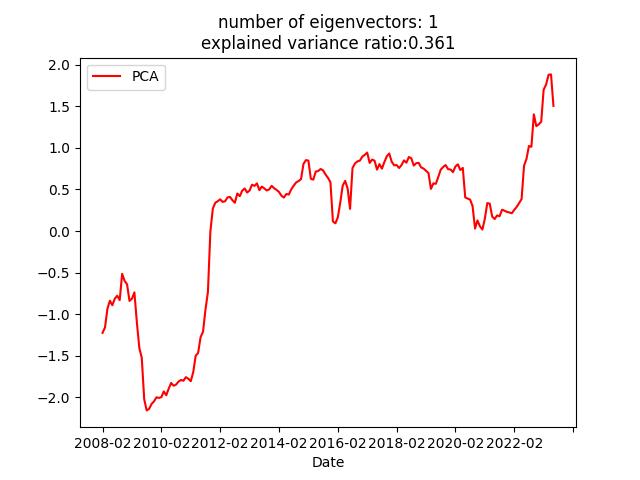 number of eigenvectors: 1
explained variance ratio:0.361
PCA
2.0
1.5
1.0
0.5
0.0
−0.5
−1.0
−1.5
−2.0
2008-02 2010-02 2012-02 2014-02 2016-02 2018-02 2020-02 2022-02
Date